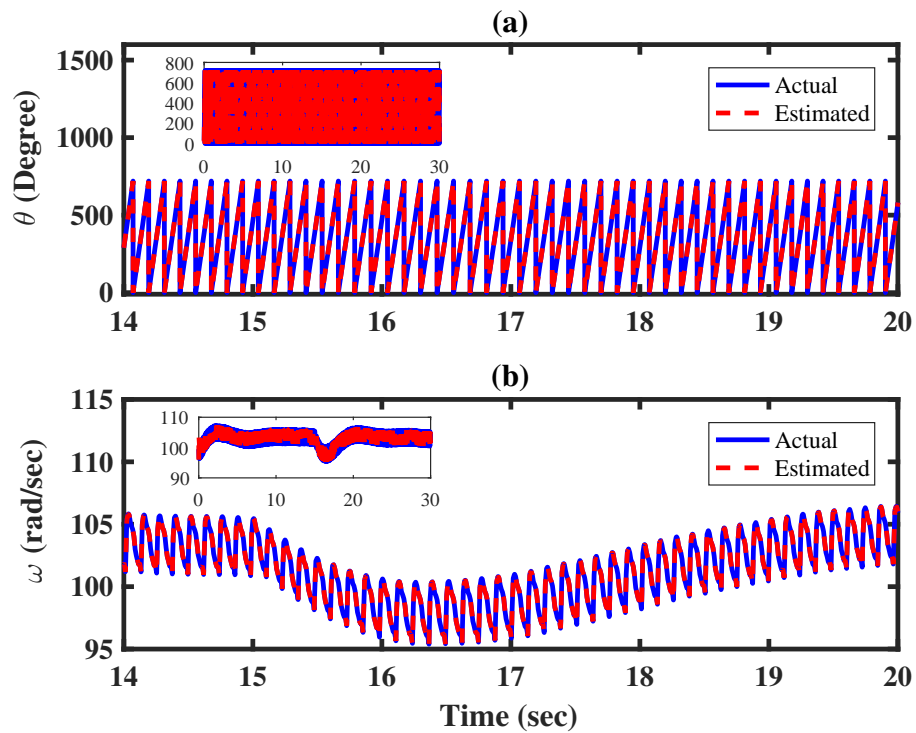 (a)
θ (Degree)
1500
1000
500
0
800
600
400
200
0
0 10 20 30
Actual
Estimated
14 15 16 17 18 19 20
(b)
ω (rad/sec)
115
110
105
100
95
110
100
90
0 10 20 30
Actual
Estimated
14 15 16 17 18 19 20
Time (sec)